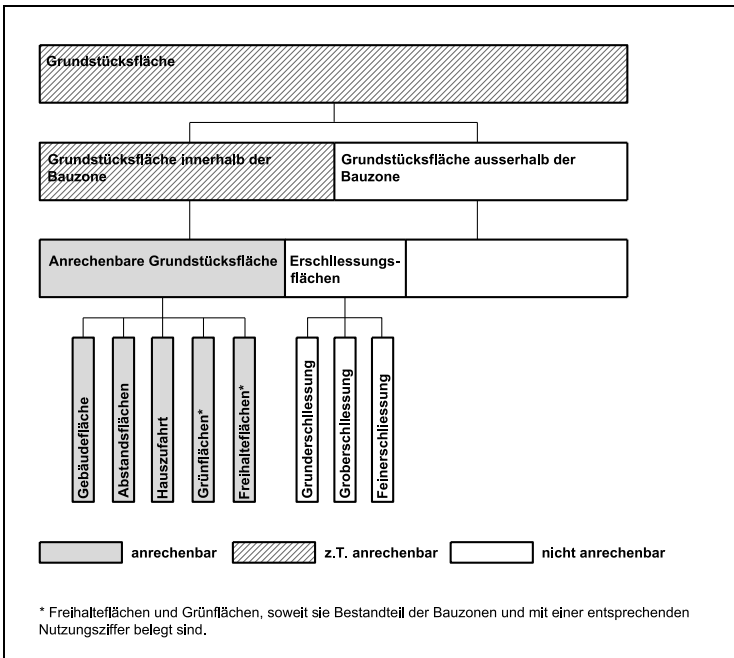 Grundstücksfläche
Grundstücksfläche innerhalb der
Bauzone
Grundstücksfläche ausserhalb der
Bauzone
Anrechenbare Grundstücksfläche
Erschliessungs-
flächen
Gebäudefläche
Abstandsflächen
Hauszufahrt
Grünflächen*
Freihalteflächen*
Grunderschliessung
Groberschliessung
Feinerschliessung
anrechenbar
z.T. anrechenbar
nicht anrechenbar
* Freihalteflächen und Grünflächen, soweit sie Bestandteil der Bauzonen und mit einer entsprechenden
Nutzungsziffer belegt sind.